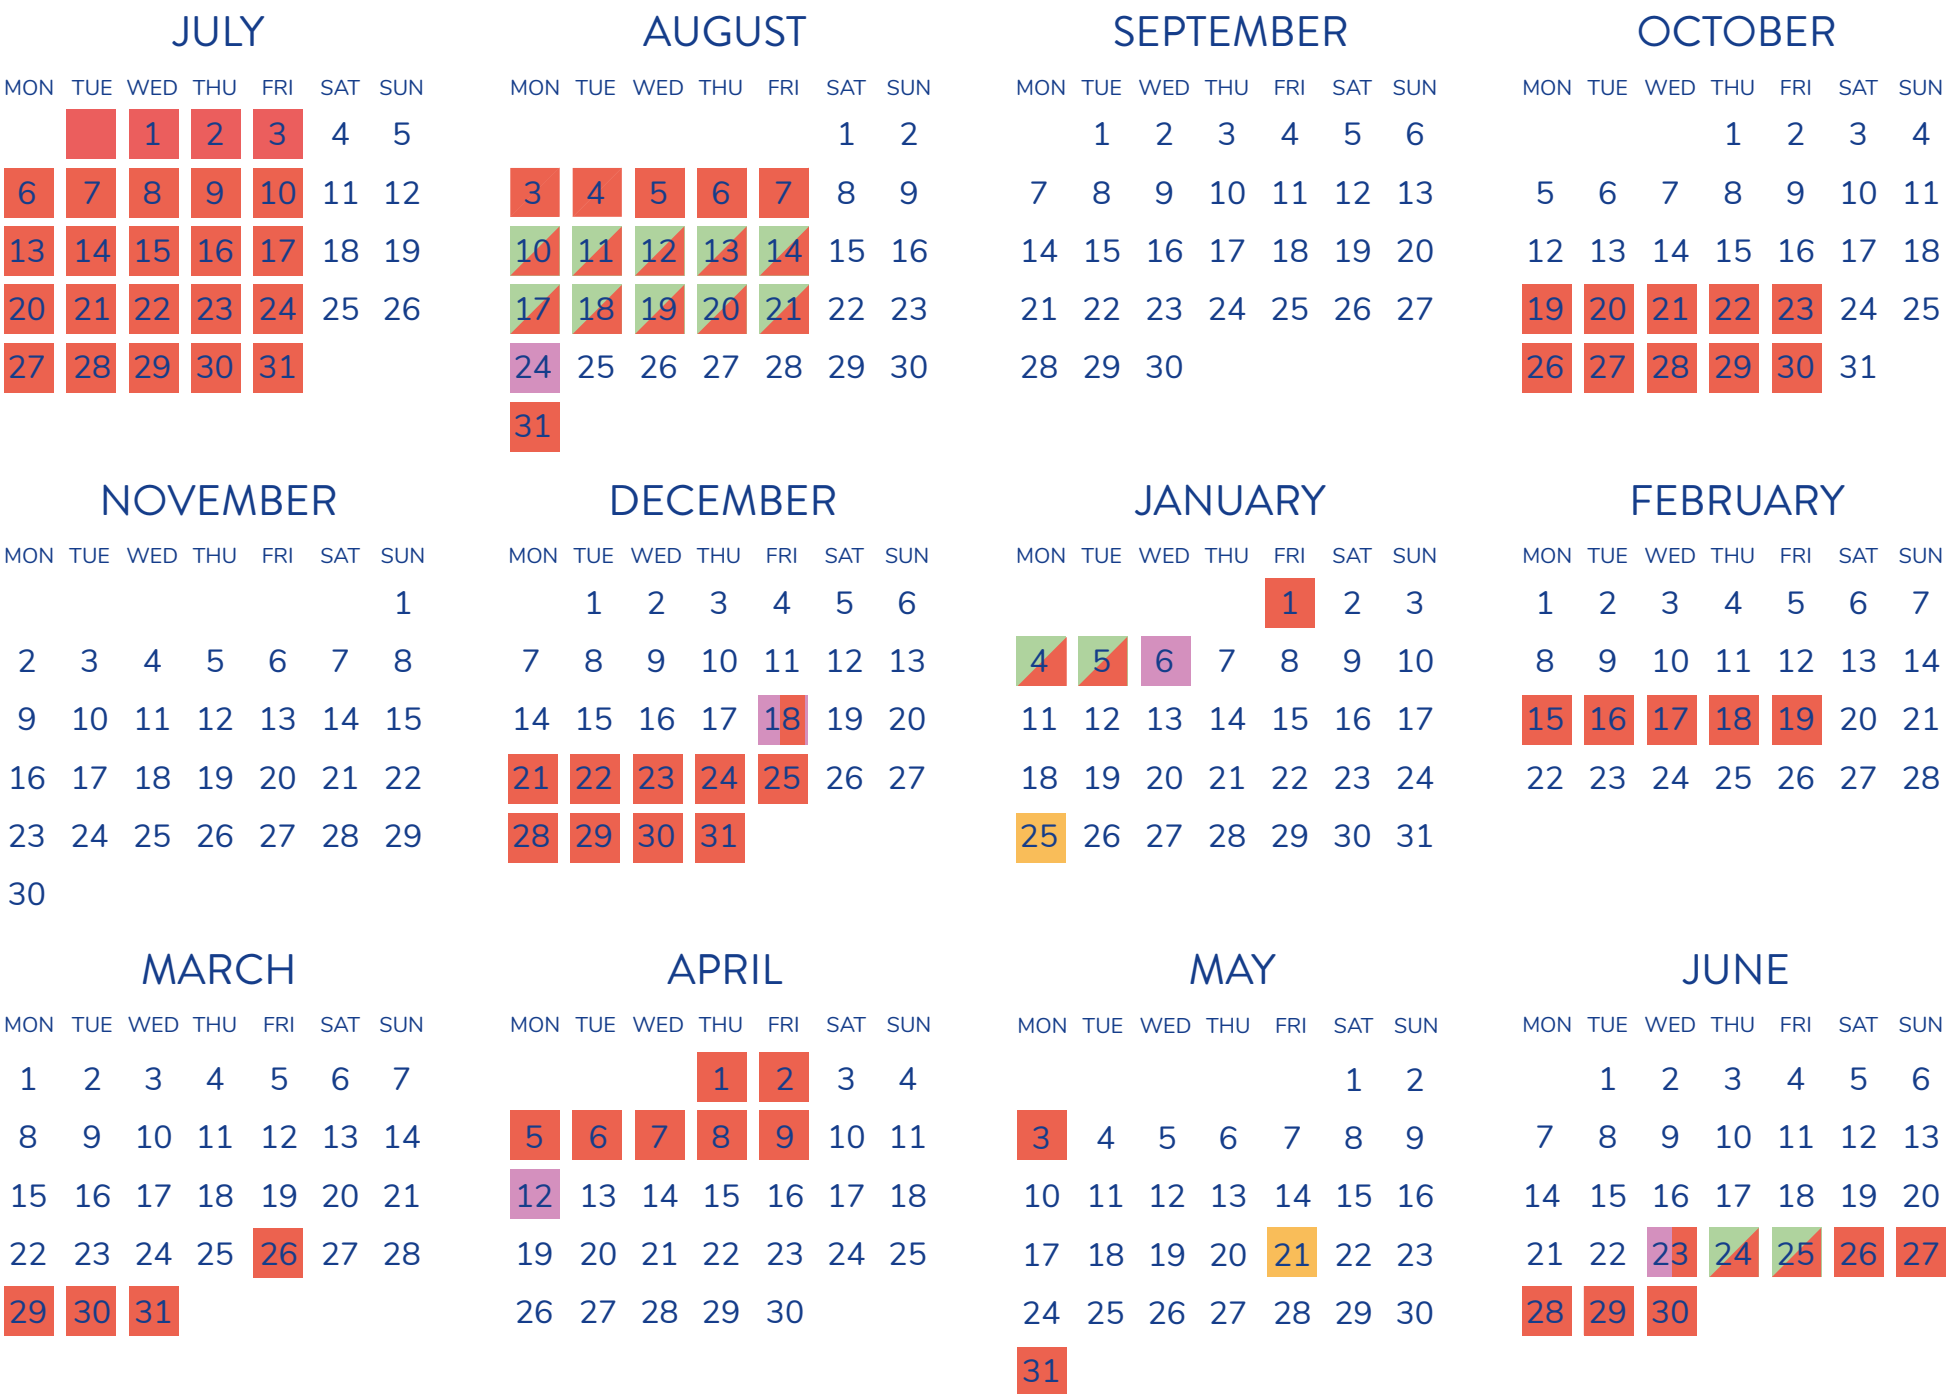 JULY
MON TUE WED THU FRI SAT SUN
1 2 3 4 5
6 7 8 9 10 11 12
13 14 15 16 17 18 19
20 21 22 23 24 25 26
27 28 29 30 31
AUGUST
MON TUE WED THU FRI SAT SUN
1 2
3 4 5 6 7 8 9
10 11 12 13 14 15 16
17 18 19 20 21 22 23
24 25 26 27 28 29 30
31
SEPTEMBER
MON TUE WED THU FRI SAT SUN
1 2 3 4 5 6
7 8 9 10 11 12 13
14 15 16 17 18 19 20
21 22 23 24 25 26 27
28 29 30
OCTOBER
MON TUE WED THU FRI SAT SUN
1 2 3 4
5 6 7 8 9 10 11
12 13 14 15 16 17 18
19 20 21 22 23 24 25
26 27 28 29 30 31
NOVEMBER
MON TUE WED THU FRI SAT SUN
1
2 3 4 5 6 7 8
9 10 11 12 13 14 15
16 17 18 19 20 21 22
23 24 25 26 27 28 29
30
DECEMBER
MON TUE WED THU FRI SAT SUN
1 2 3 4 5 6
7 8 9 10 11 12 13
14 15 16 17 18 19 20
21 22 23 24 25 26 27
28 29 30 31
JANUARY
MON TUE WED THU FRI SAT SUN
1 2 3
4 5 6 7 8 9 10
11 12 13 14 15 16 17
18 19 20 21 22 23 24
25 26 27 28 29 30 31
FEBRUARY
MON TUE WED THU FRI SAT SUN
1 2 3 4 5 6 7
8 9 10 11 12 13 14
15 16 17 18 19 20 21
22 23 24 25 26 27 28
MARCH
MON TUE WED THU FRI SAT SUN
1 2 3 4 5 6 7
8 9 10 11 12 13 14
15 16 17 18 19 20 21
22 23 24 25 26 27 28
29 30 31
APRIL
MON TUE WED THU FRI SAT SUN
1 2 3 4
5 6 7 8 9 10 11
12 13 14 15 16 17 18
19 20 21 22 23 24 25
26 27 28 29 30
MAY
MON TUE WED THU FRI SAT SUN
1 2
3 4 5 6 7 8 9
10 11 12 13 14 15 16
17 18 19 20 21 22 23
24 25 26 27 28 29 30
31
JUNE
MON TUE WED THU FRI SAT SUN
1 2 3 4 5 6
7 8 9 10 11 12 13
14 15 16 17 18 19 20
21 22 23 24 25 26 27
28 29 30